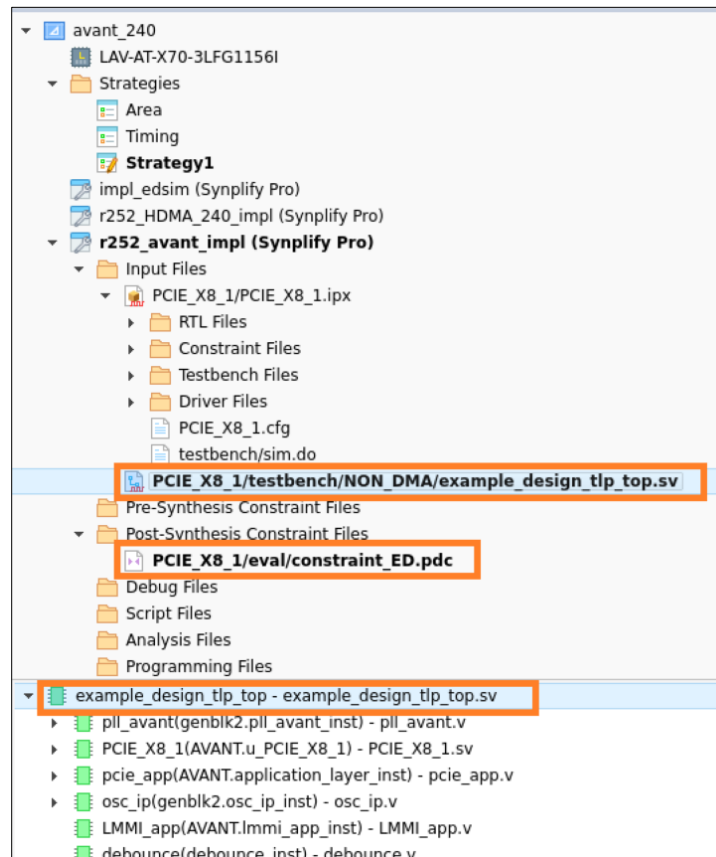 avant_240
LAV-AT-X70-3LFG1156I
Strategies
Area
Timing
Strategy1
impl_edsim (Synplify Pro)
r252_HDMA_240_impl (Synplify Pro)
r252_avant_impl (Synplify Pro)
Input Files
PCIE_X8_1/PCIE_X8_1.ipx
RTL Files
Constraint Files
Testbench Files
Driver Files
PCIE_X8_1.cfg
testbench/sim.do
PCIE_X8_1/testbench/NON_DMA/example_design_tlp_top.sv
Pre-Synthesis Constraint Files
Post-Synthesis Constraint Files
PCIE_X8_1/eval/constraint_ED.pdc
Debug Files
Script Files
Analysis Files
Programming Files
example_design_tlp_top - example_design_tlp_top.sv
pll_avant(genblk2.pll_avant_inst) - pll_avant.v
PCIE_X8_1(AVANT.u_PCIE_X8_1) - PCIE_X8_1.sv
pcie_app(AVANT.application_layer_inst) - pcie_app.v
osc_ip(genblk2.osc_ip_inst) - osc_ip.v
LMMI_app(AVANT.lmmi_app_inst) - LMMI_app.v
debounce(debounce_inst) - debounce.v